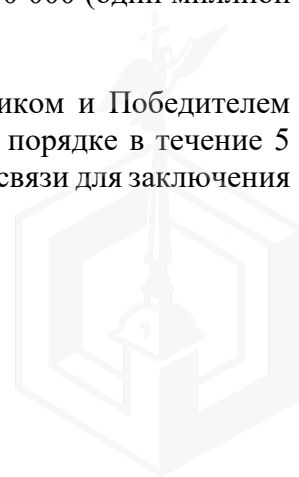 0 000 (один миллион
иком и Победителем
порядке в течение 5
связи для заключения